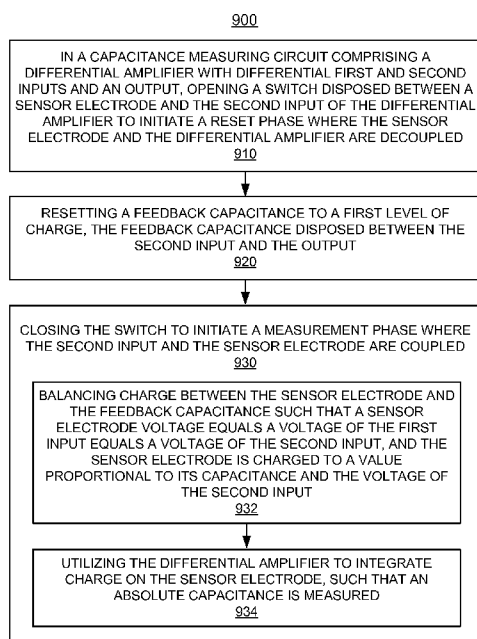 900
IN A CAPACITANCE MEASURING CIRCUIT COMPRISING A
DIFFERENTIAL AMPLIFIER WITH DIFFERENTIAL FIRST AND SECOND
INPUTS AND AN OUTPUT, OPENING A SWITCH DISPOSED BETWEEN A
SENSOR ELECTRODE AND THE SECOND INPUT OF THE DIFFERENTIAL
AMPLIFIER TO INITIATE A RESET PHASE WHERE THE SENSOR
ELECTRODE AND THE DIFFERENTIAL AMPLIFIER ARE DECOUPLED
910
RESETTING A FEEDBACK CAPACITANCE TO A FIRST LEVEL OF
CHARGE, THE FEEDBACK CAPACITANCE DISPOSED BETWEEN THE
SECOND INPUT AND THE OUTPUT
920
CLOSING THE SWITCH TO INITIATE A MEASUREMENT PHASE WHERE
THE SECOND INPUT AND THE SENSOR ELECTRODE ARE COUPLED
930
BALANCING CHARGE BETWEEN THE SENSOR ELECTRODE AND
THE FEEDBACK CAPACITANCE SUCH THAT A SENSOR
ELECTRODE VOLTAGE EQUALS A VOLTAGE OF THE FIRST
INPUT EQUALS A VOLTAGE OF THE SECOND INPUT, AND THE
SENSOR ELECTRODE IS CHARGED TO A VALUE
PROPORTIONAL TO ITS CAPACITANCE AND THE VOLTAGE OF
THE SECOND INPUT
932
UTILIZING THE DIFFERENTIAL AMPLIFIER TO INTEGRATE
CHARGE ON THE SENSOR ELECTRODE, SUCH THAT AN
ABSOLUTE CAPACITANCE IS MEASURED
934